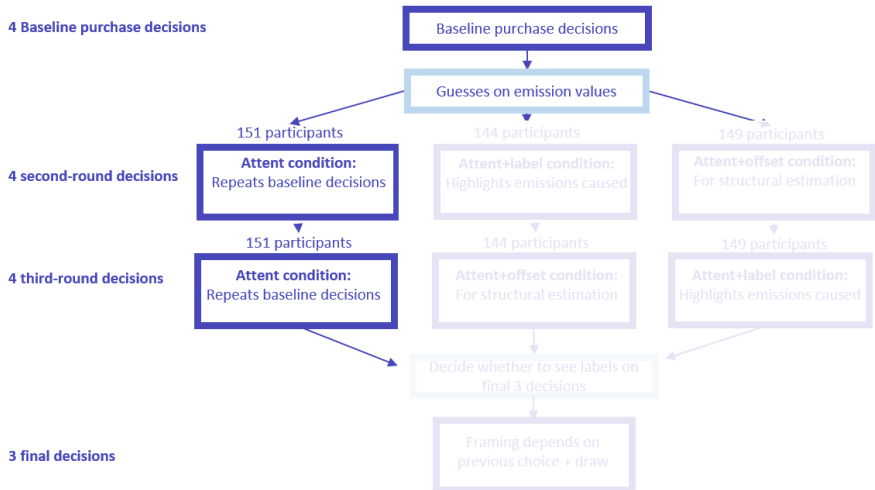 4 Baseline purchase decisions
Baseline purchase decisions
Guesses on emission values
151 participants
144 participants
149 participants
4 second-round decisions
Attent condition:
Repeats baseline decisions
Attent+label condition:
Highlights emissions caused
Attent+offset condition:
For structural estimation
151 participants
144 participants
149 participants
4 third-round decisions
Attent condition:
Repeats baseline decisions
Attent+offset condition:
For structural estimation
Attent+label condition:
Highlights emissions caused
Decide whether to see labels on
final 3 decisions
3 final decisions
Framing depends on
previous choice + draw